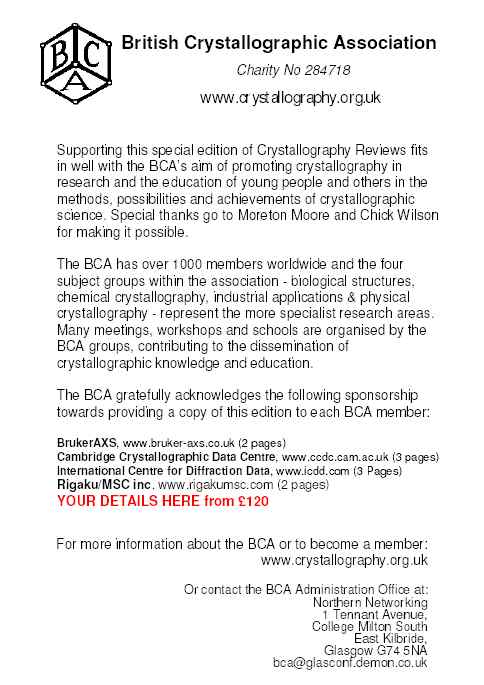 B C
A
British Crystallographic Association
Charity No 284718
www.crystallography.org.uk
Supporting this special edition of Crystallography Reviews fits
in well with the BCA's aim of promoting crystallography in
research and the education of young people and others in the
methods, possibilities and achievements of crystallographic
science. Special thanks go to Moreton Moore and Chick Wilson
for making it possible.
The BCA has over 1000 members worldwide and the four
subject groups within the association - biological structures,
chemical crystallography, industrial applications & physical
crystallography - represent the more specialist research areas.
Many meetings, workshops and schools are organised by the
BCA groups, contributing to the dissemination of
crystallographic knowledge and education.
The BCA gratefully acknowledges the following sponsorship
towards providing a copy of this edition to each BCA member:
BrukerAXS, www.bruker-axs.co.uk (2 pages)
Cambridge Crystallographic Data Centre, www.ccdc.cam.ac.uk (3 pages)
International Centre for Diffraction Data, www.icdd.com (3 Pages)
Rigaku/MSC inc, www.rigakumsc.com (2 pages)
YOUR DETAILS HERE from £120
For more information about the BCA or to become a member:
www.crystallography.org.uk
Or contact the BCA Administration Office at:
Northern Networking
1 Tennant Avenue,
College Milton South
East Kilbride,
Glasgow G74 5NA
bca@glasconf.demon.co.uk